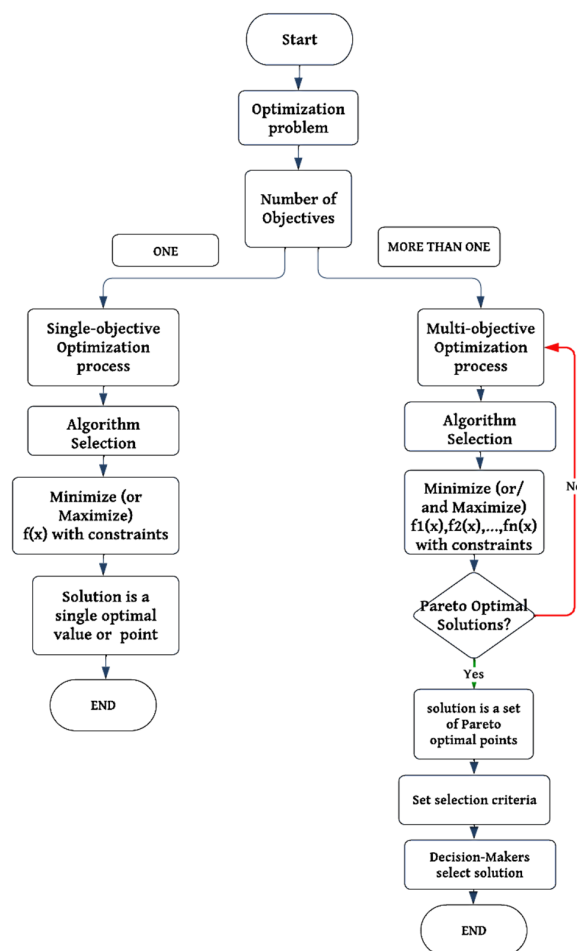 Start
Optimization
problem
Number of
Objectives
ONE
MORE THAN ONE
Single-objective
Optimization
process
Algorithm
Selection
Minimize (or
Maximize)
f(x) with constraints
Solution is a
single optimal
value or point
END
Multi-objective
Optimization
process
Algorithm
Selection
Minimize (or/
and Maximize)
f1(x),f2(x),...,fn(x)
with constraints
Pareto Optimal
Solutions?
No
Yes
solution is a set
of Pareto
optimal points
Set selection criteria
Decision-Makers
select solution
END